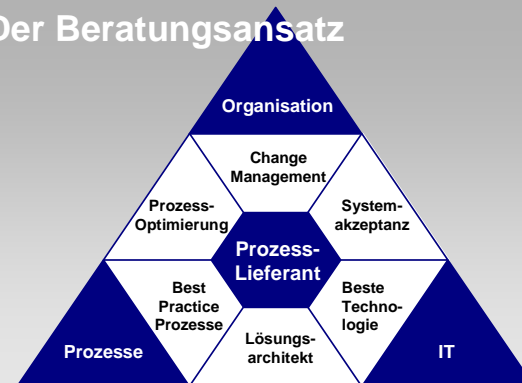 Der Beratungsansatz
Organisation
Change
Management
Prozess-
Optimierung
System-
akzeptanz
Prozess-
Lieferant
Best
Practice
Prozesse
Beste
Techno-
logie
Lösungs-
architekt
Prozesse
IT